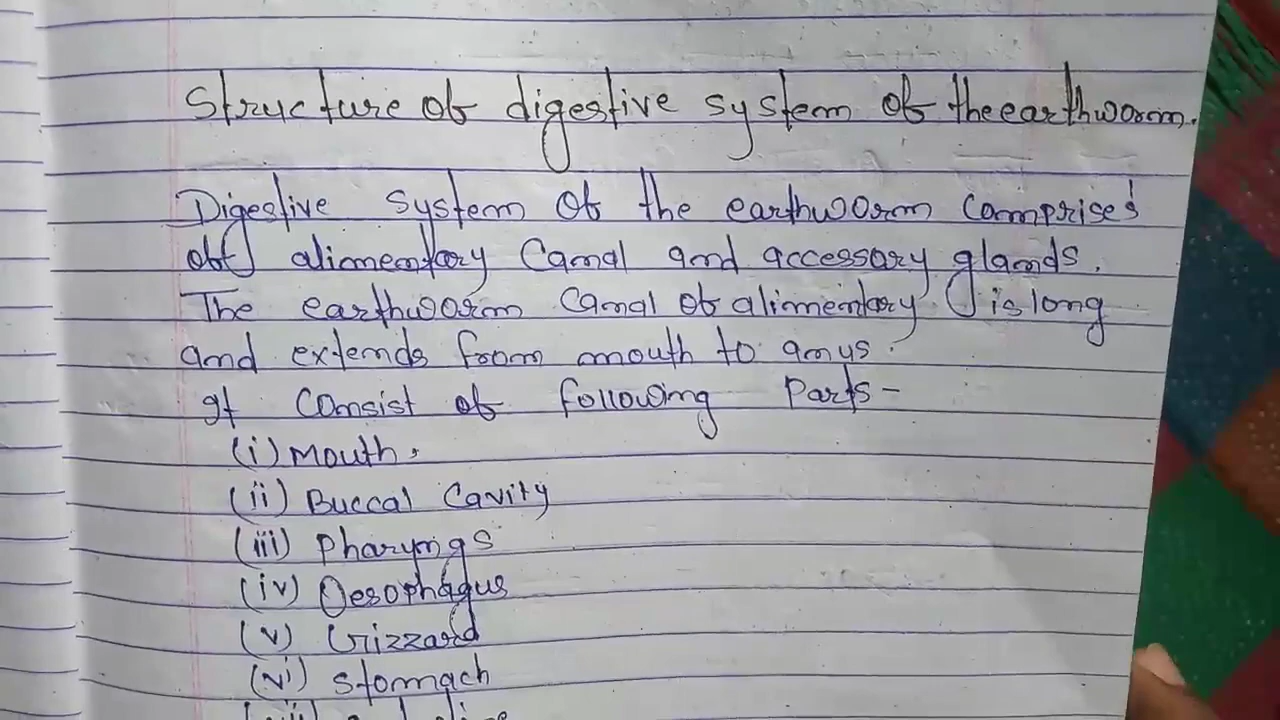 Structure of digestive system of the earthworm.
Digestive system of the earthworm comprises
of alimentary canal and accessory glands.
The earthworm canal of alimentary is long
and extends from mouth to anus.
It consist of following parts-
(i) Mouth.
(ii) Buccal Cavity
(iii) Pharyngs
(iv) Oesophagus
(v) Gizzard
(vi) Stomach